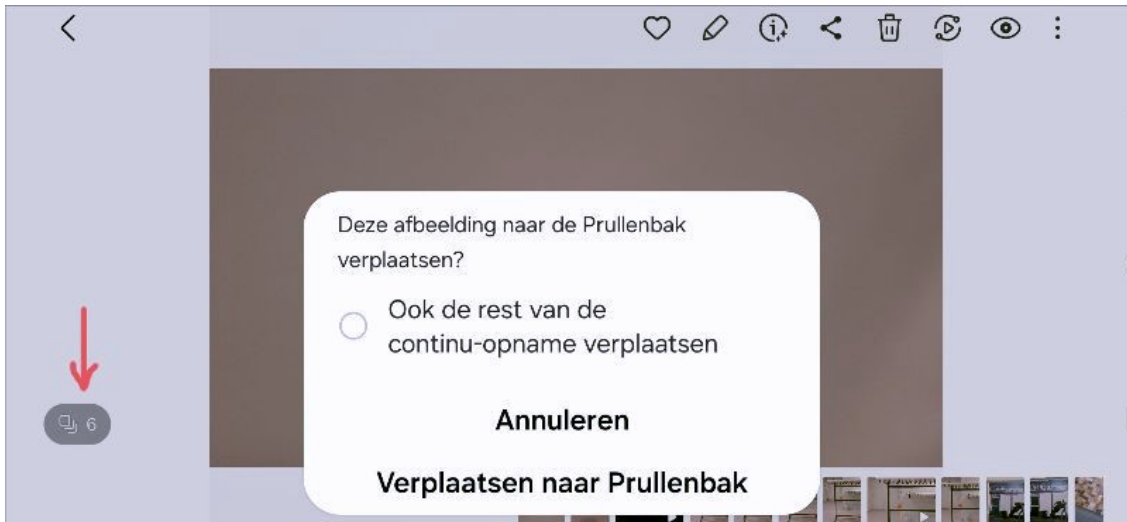 Deze afbeelding naar de Prullenbak
verplaatsen?
Ook de rest van de
continu-opname verplaatsen
6
Annuleren
Verplaatsen naar Prullenbak